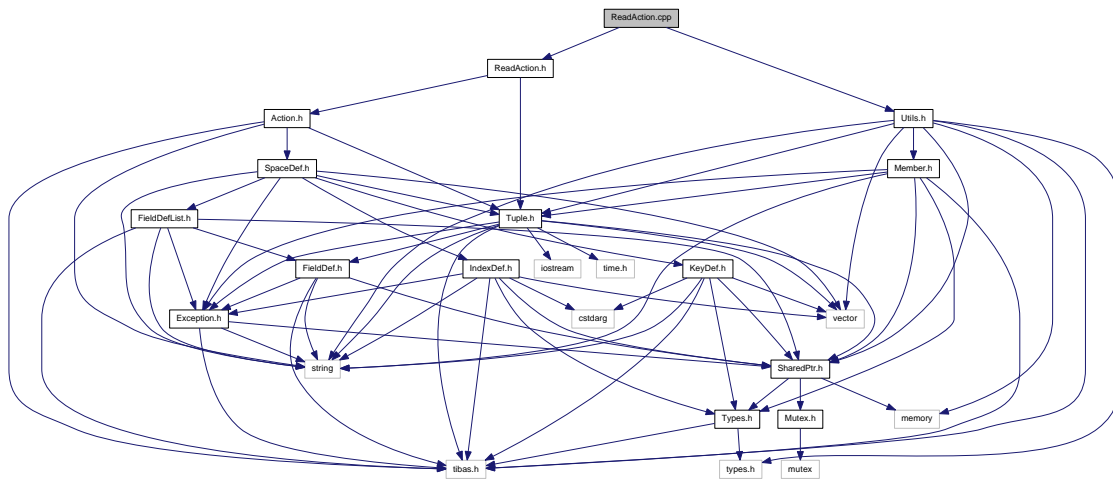 ReadAction.cpp
ReadAction.h
Action.h
Utils.h
SpaceDef.h
Member.h
FieldDefList.h
Tuple.h
FieldDef.h
IndexDef.h
iostream
time.h
KeyDef.h
Exception.h
cstdarg
vector
string
SharedPtr.h
Types.h
Mutex.h
memory
tibas.h
types.h
mutex